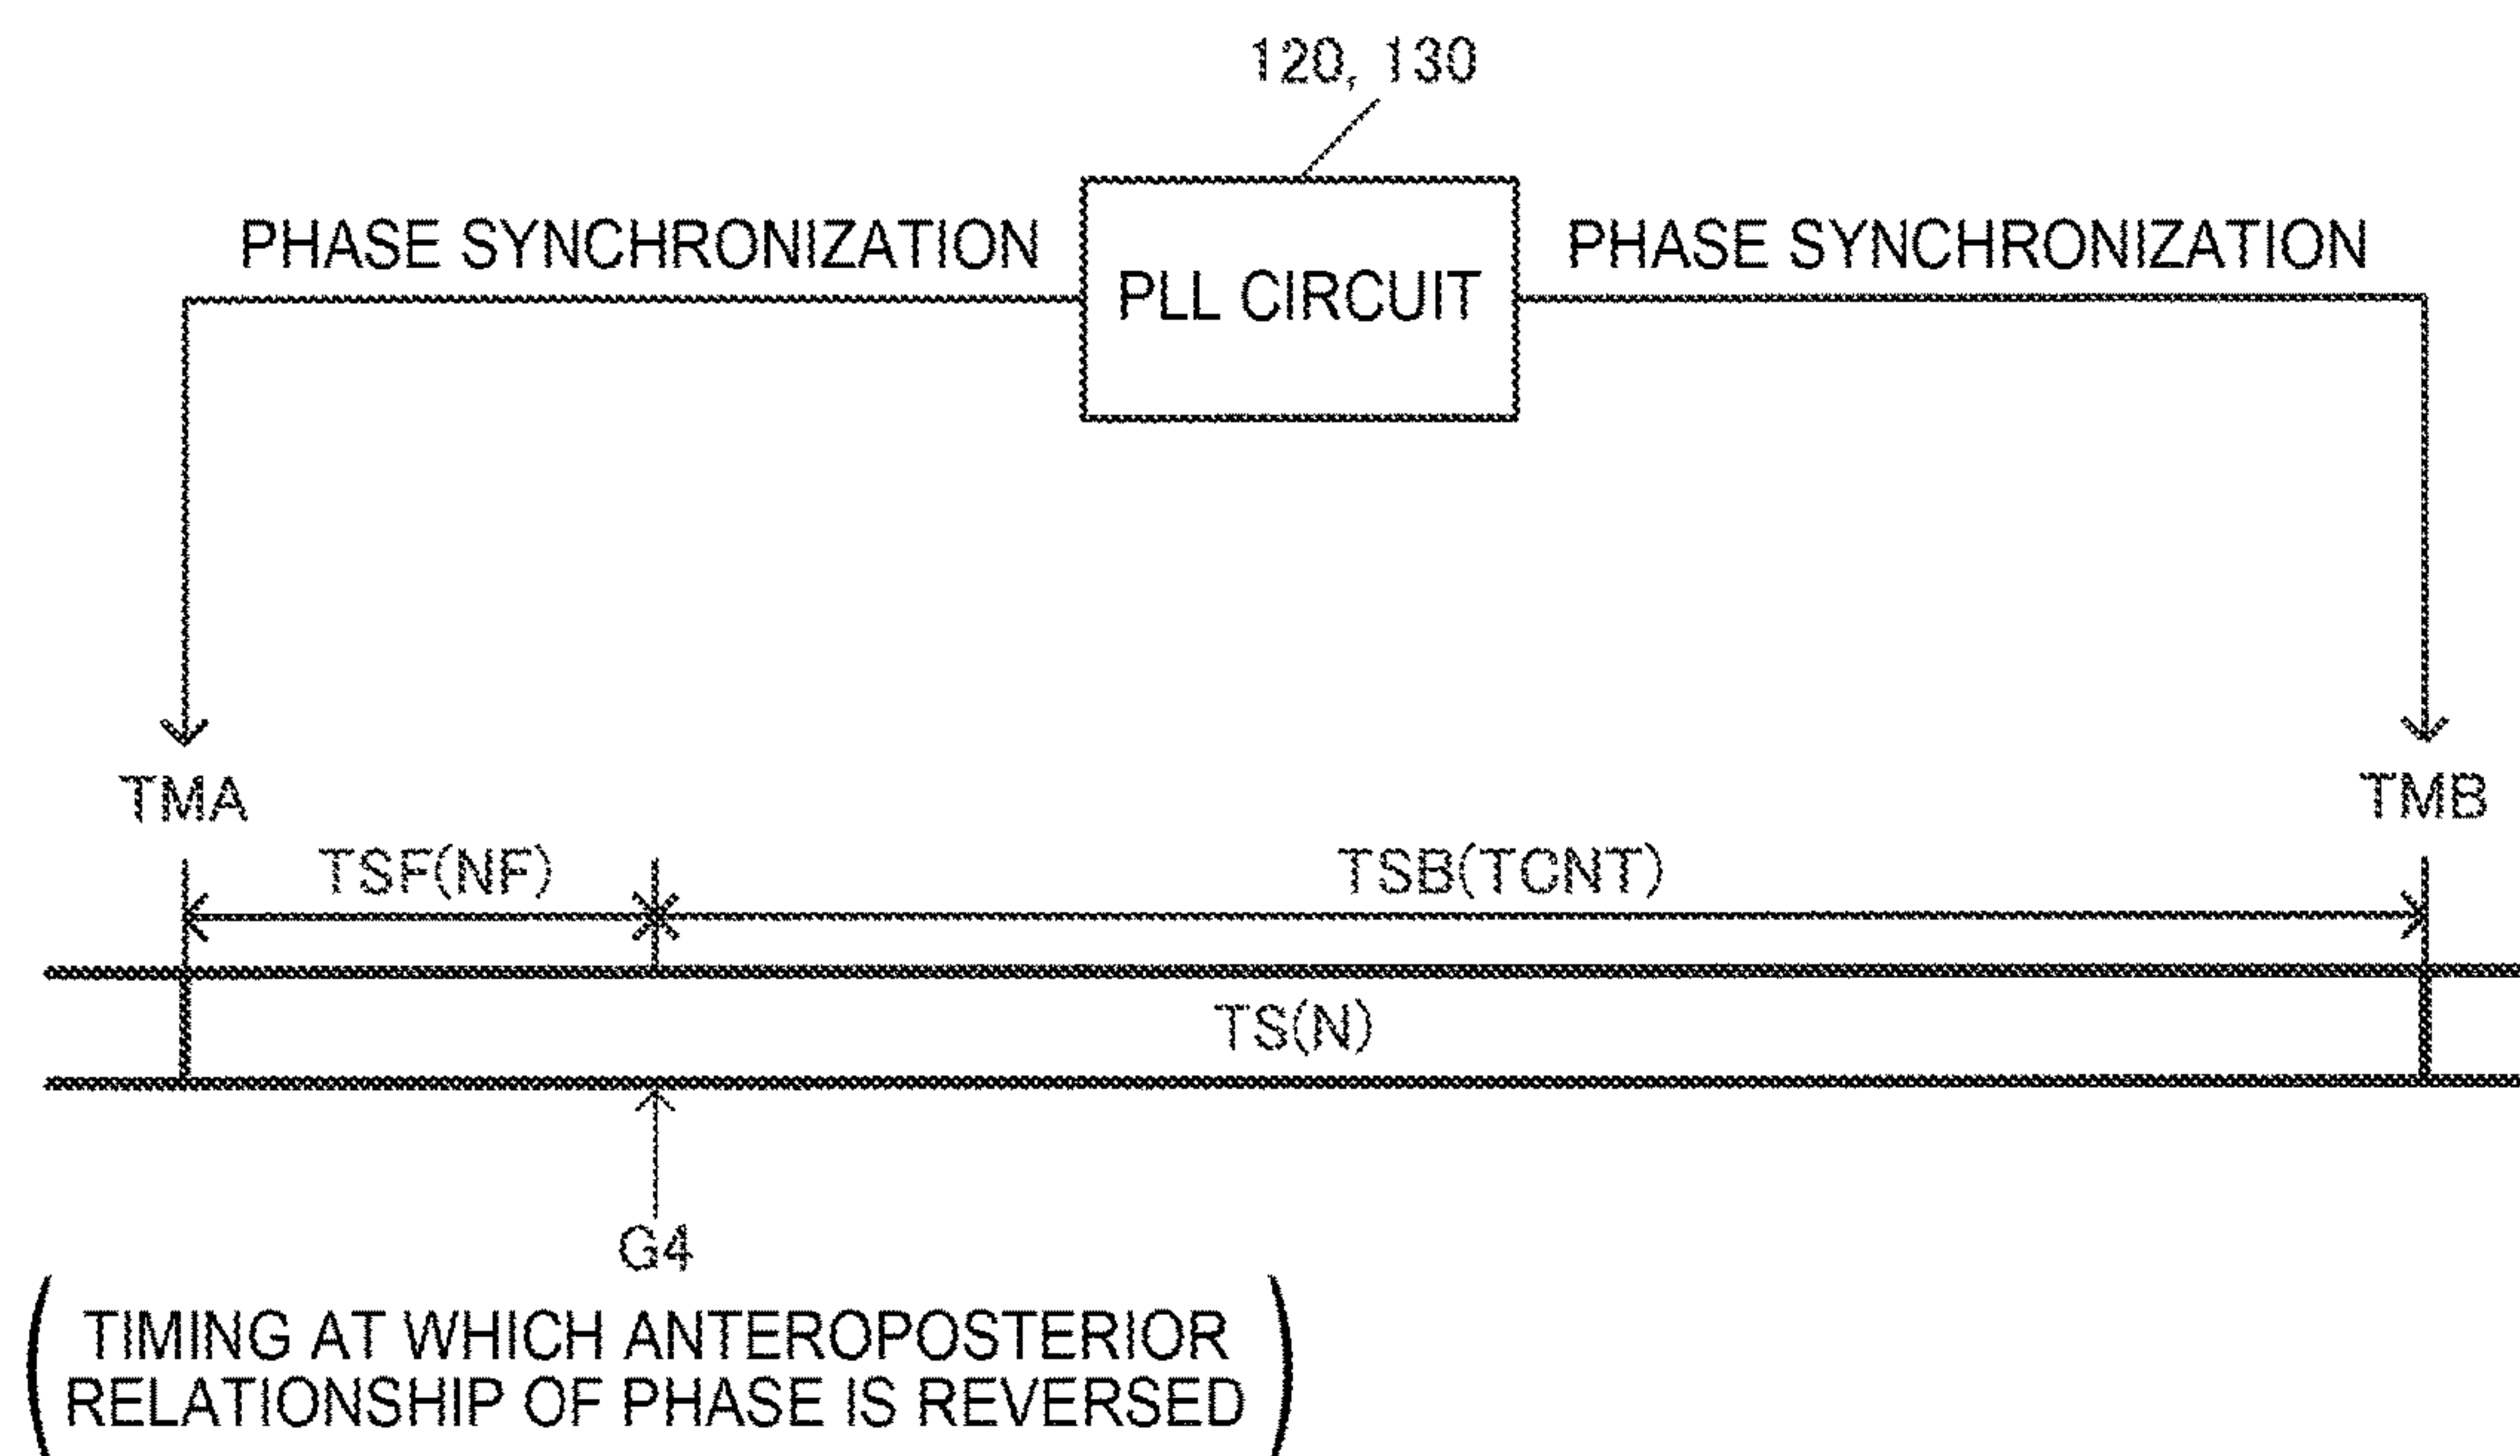 120, 130
PHASE SYNCHRONIZATION
PLL CIRCUIT
PHASE SYNCHRONIZATION
TMA
TMB
TSF(NF)
TSB(TCNT)
TS(N)
G4
(TIMING AT WHICH ANTEROPOSTERIOR
RELATIONSHIP OF PHASE IS REVERSED)